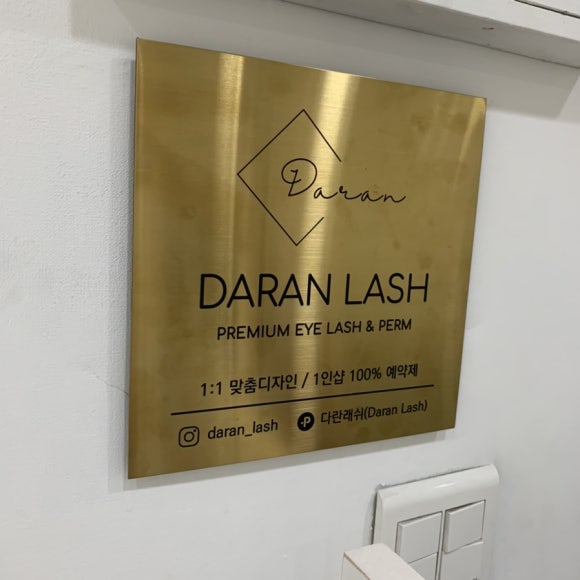 Daran
DARAN LASH
PREMIUM EYE LASH & PERM
1:1 맞춤디자인 / 1인샵 100% 예약제
daran_lash P 다란래쉬(Daran Lash)